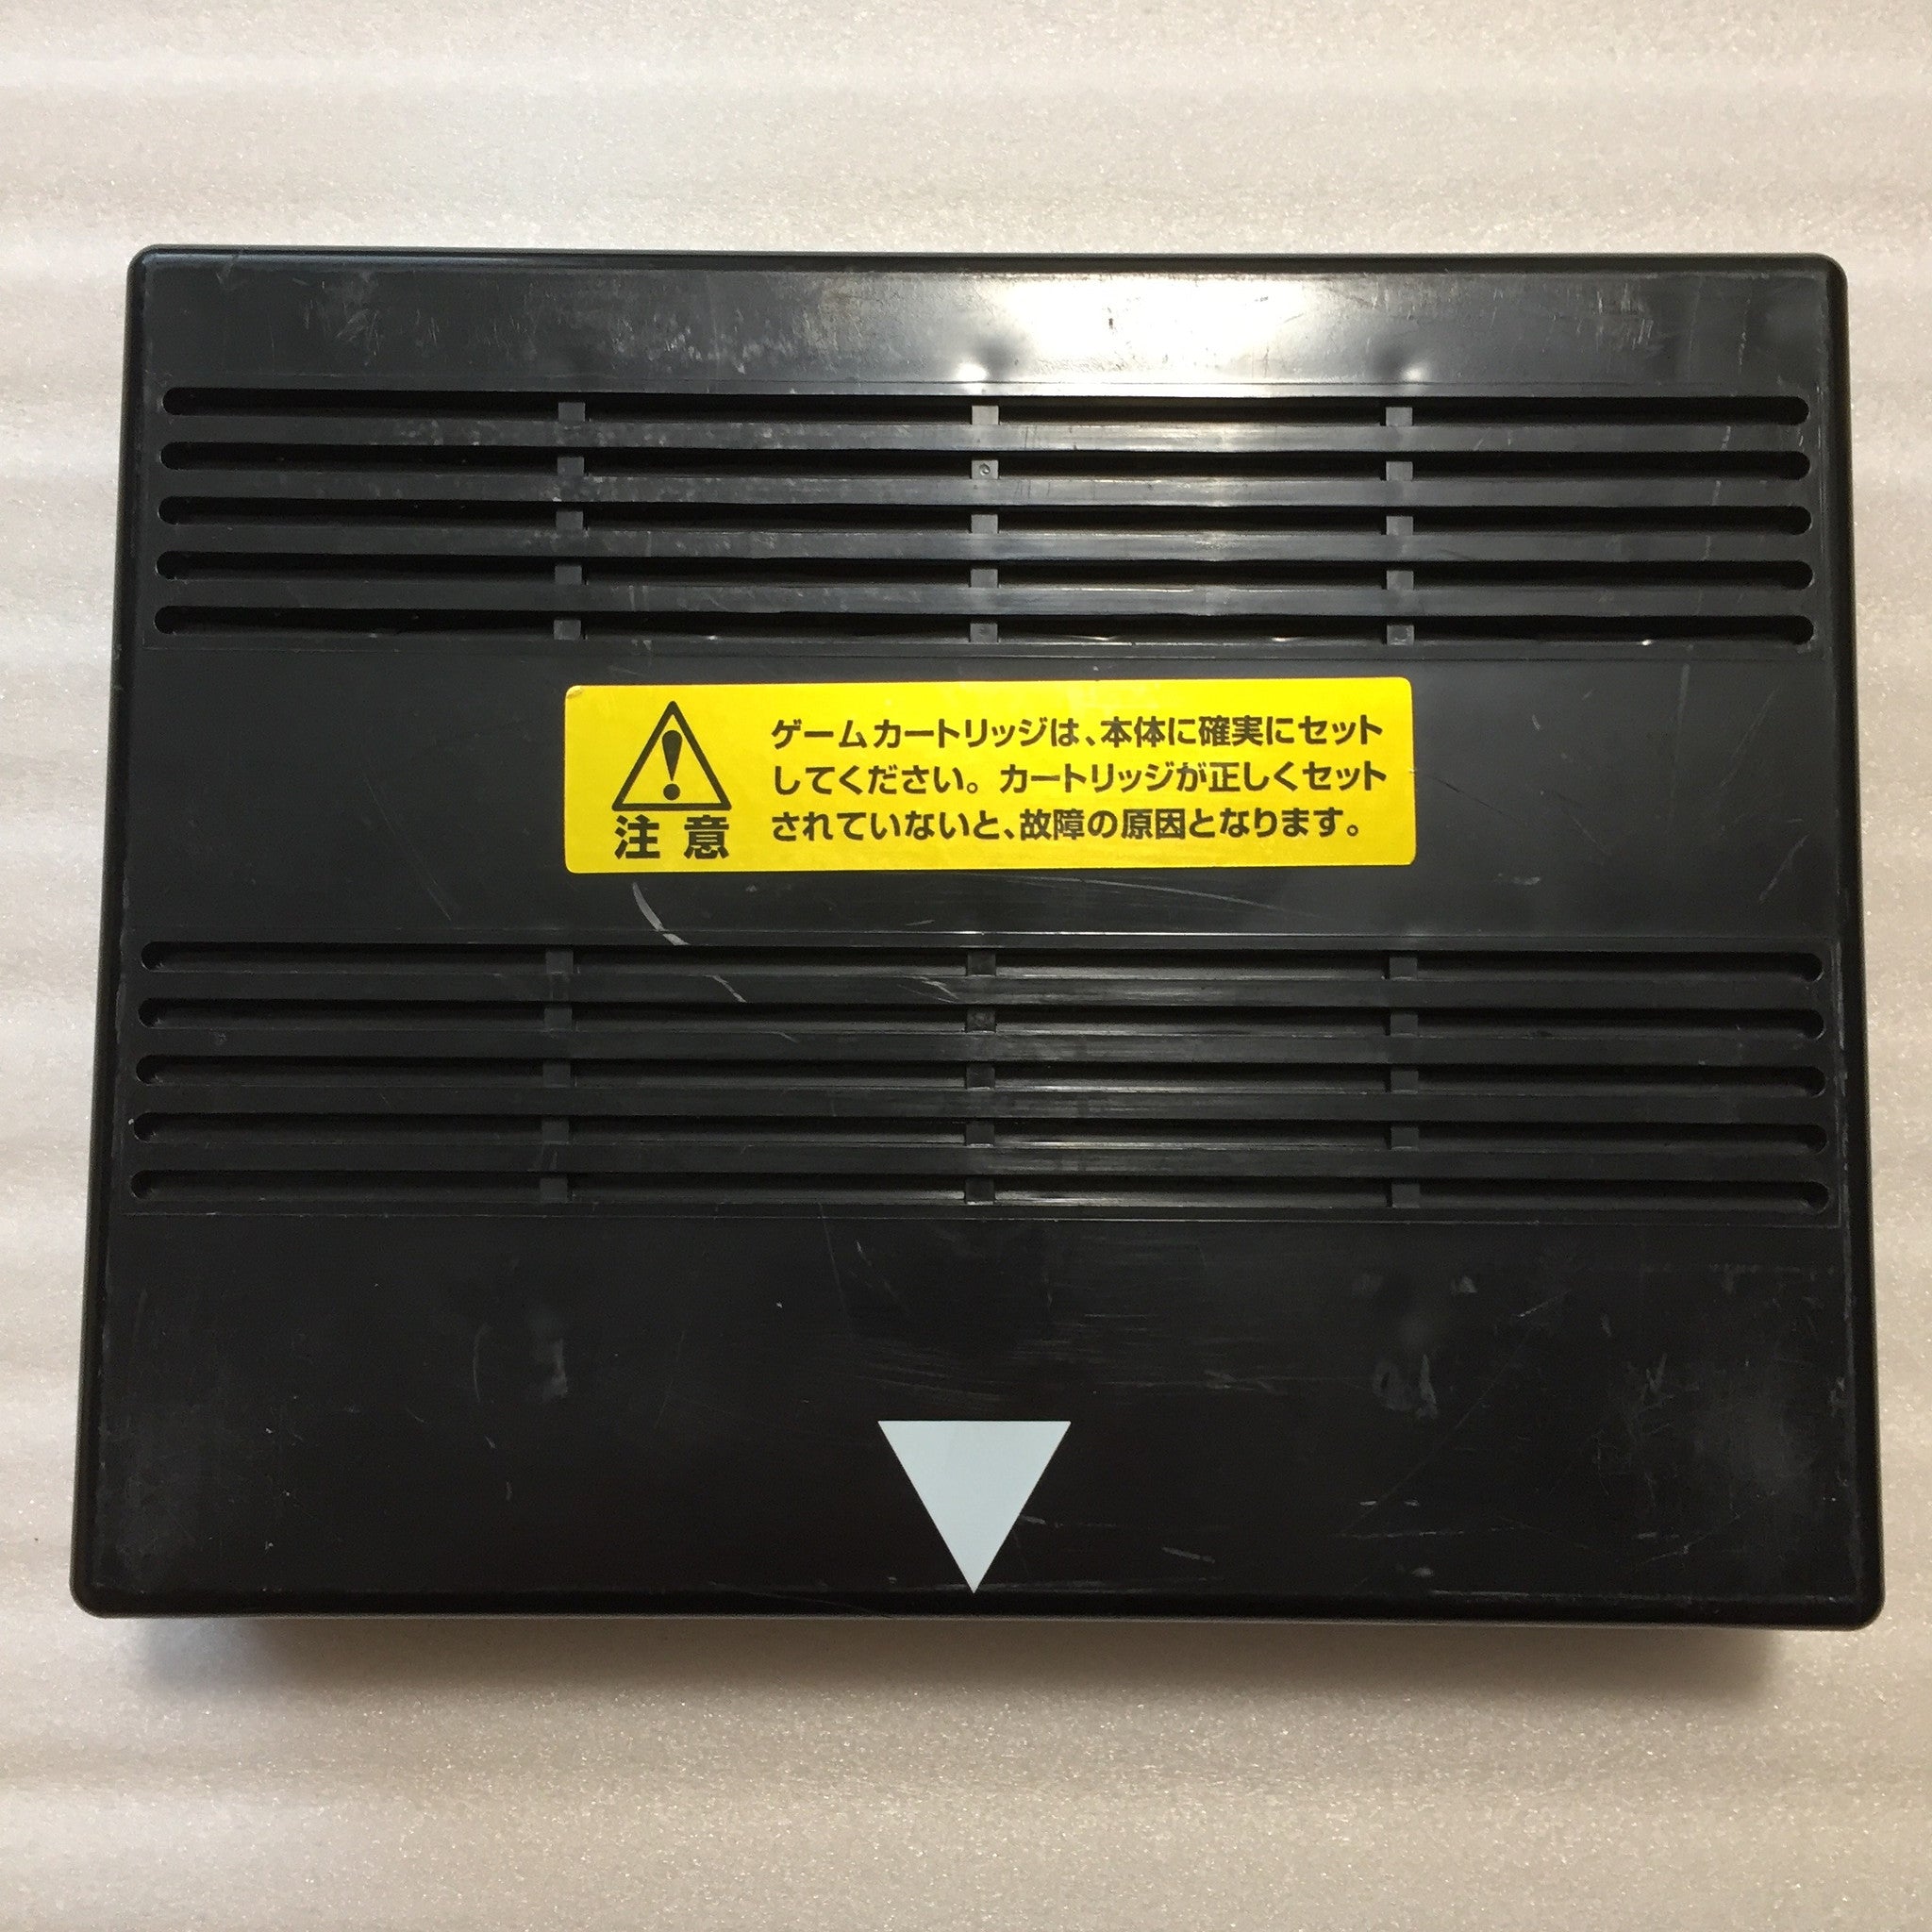 注意
ゲームカートリッジは、本体に確実にセット
してください。カートリッジが正しくセット
されていないと、故障の原因となります。